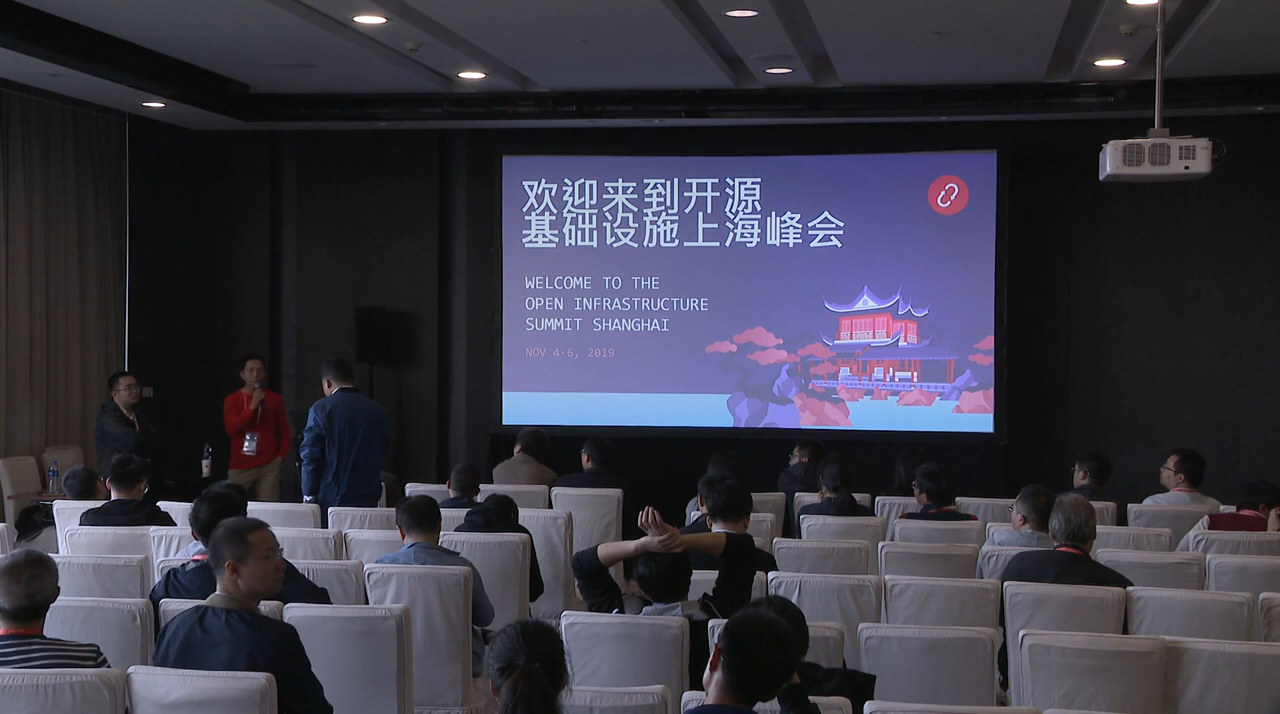 欢迎来到开源
基础设施上海峰会
WELCOME TO THE
OPEN INFRASTRUCTURE
SUMMIT SHANGHAI
NOV 4-6, 2019